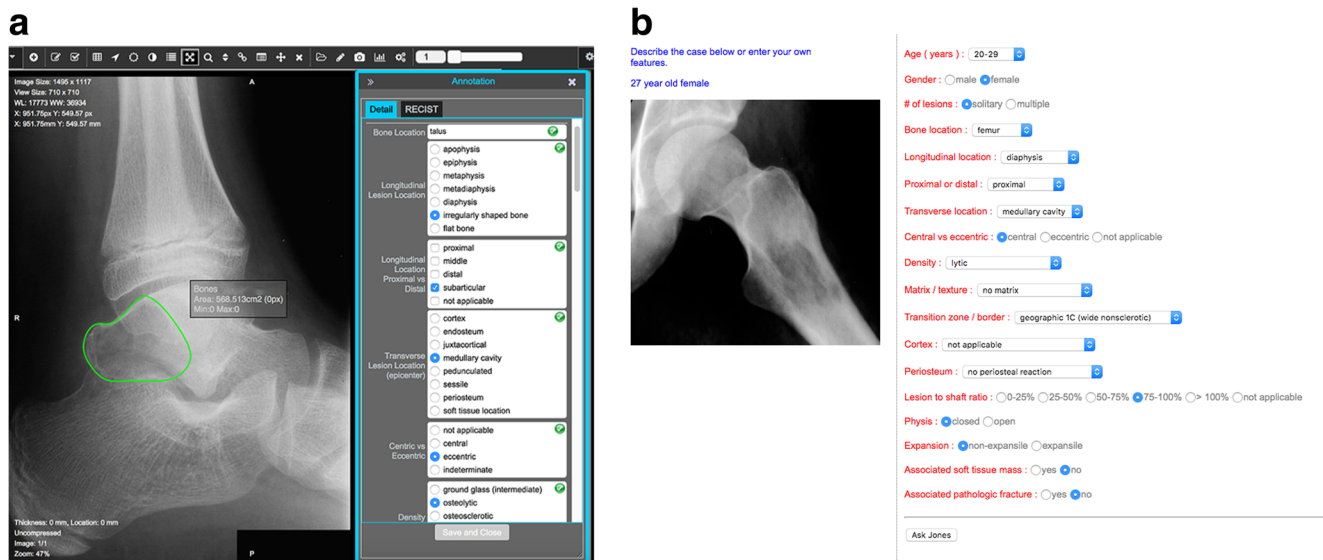 a
1
Image Size: 1495 x 1117
View Size: 710 x 710
WL: 17773 WW: 36934
X: 951.75px Y: 549.57 px
X: 951.75mm Y: 549.57 mm
A
R
Bones
Area: 568.513cm2 (0px)
Min:0 Max:0
Thickness: 0 mm, Location: 0 mm
Uncompressed
Image: 1/1
Zoom: 47%
P
» Annotation ✖
Detail RECIST
Bone Location talus
Longitudinal
Lesion Location
apophysis
epiphysis
metaphysis
metadiaphysis
diaphysis
irregularly shaped bone
flat bone
Longitudinal
Location
Proximal vs
Distal
proximal
middle
distal
subarticular
not applicable
Transverse
Lesion Location
(epicenter)
cortex
endosteum
juxtacortical
medullary cavity
pedunculated
sessile
periosteum
soft tissue location
Centric vs
Eccentric
not applicable
central
eccentric
indeterminate
Density
ground glass (intermediate)
osteolytic
osteosclerotic
Save and Close
b
Describe the case below or enter your own
features.
27 year old female
Age ( years ) : 20-29
Gender : male female
# of lesions : solitary multiple
Bone location : femur
Longitudinal location : diaphysis
Proximal or distal : proximal
Transverse location : medullary cavity
Central vs eccentric : central eccentric not applicable
Density : lytic
Matrix / texture : no matrix
Transition zone / border : geographic 1C (wide nonsclerotic)
Cortex : not applicable
Periosteum : no periosteal reaction
Lesion to shaft ratio : 0-25% 25-50% 50-75% 75-100% > 100% not applicable
Physis : closed open
Expansion : non-expansile expansile
Associated soft tissue mass : yes no
Associated pathologic fracture : yes no
Ask Jones